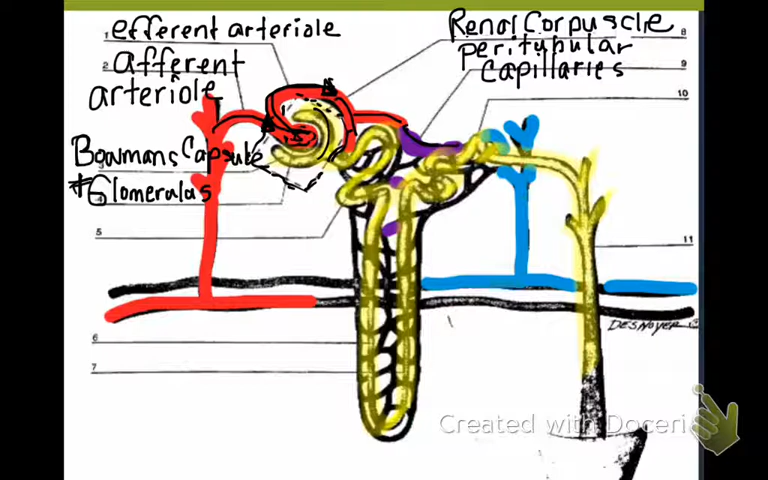 1 efferent arteriole
2 Afferent
arteriole
Bowmans Capsule
*Glomeralas
5
6
7
Renal Corpuscle 8
peritubular
Capillaries 9
10
11
DESNOYER
Created with Doceri